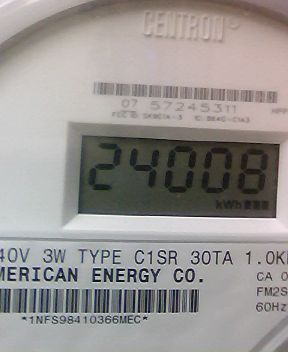 CENTRON®
07 57245311
24008
kWh
40V 3W TYPE C1SR 30TA 1.0K
MERICAN ENERGY CO.
CA 0
FM2S
60Hz
*1NFS98410366MEC*